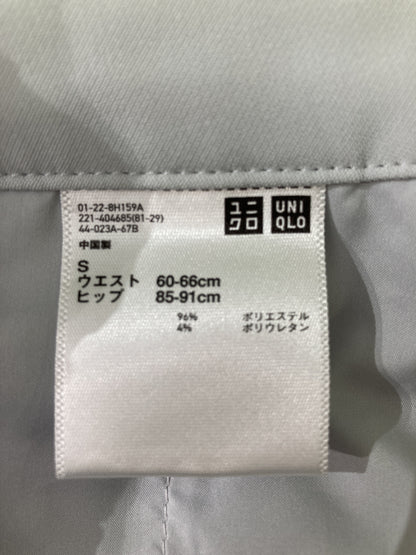 01-22-8H159A
221-404685(81-29)
44-023A-67B
中国製
ユニ
クロ
UNI
QLO
S
ウエスト 60-66cm
ヒップ 85-91cm
96% ポリエステル
4% ポリウレタン